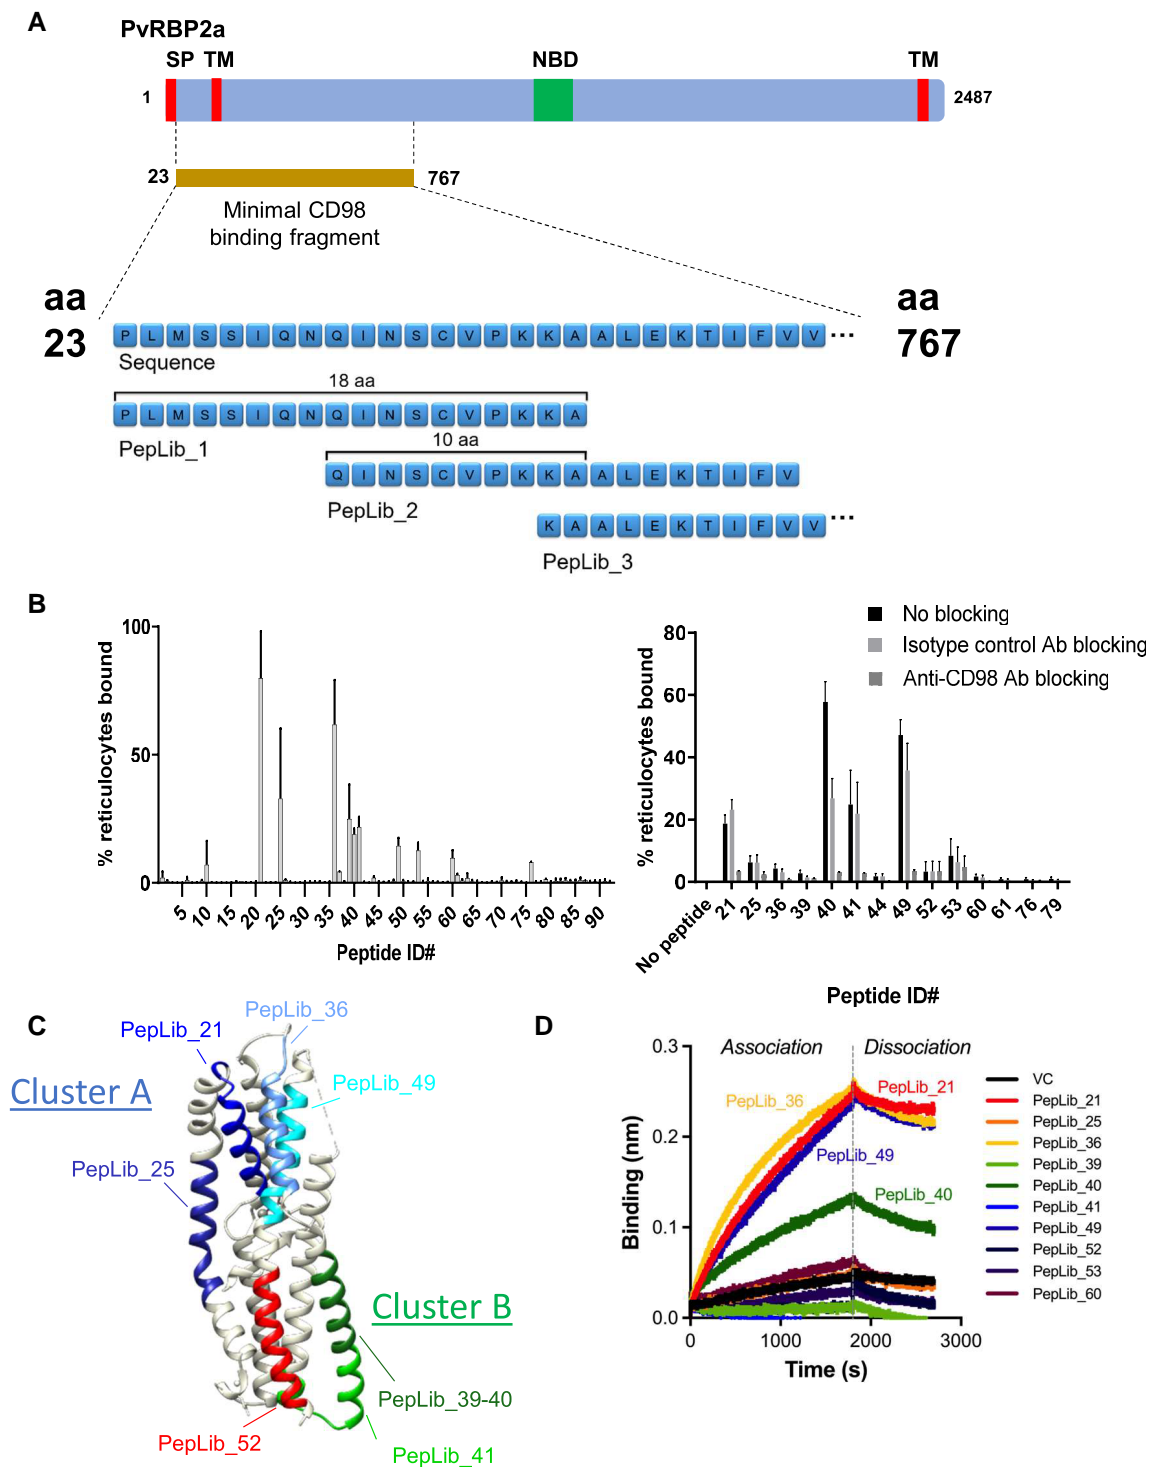 A
PvRBP2a
SP TM NBD TM
1 2487
23 767
Minimal CD98
binding fragment
aa aa
23 767
P L M S S I Q N Q I N S C V P K K A A L E K T I F V V ...
Sequence
18 aa
P L M S S I Q N Q I N S C V P K K A
PepLib_1
10 aa
Q I N S C V P K K A A L E K T I F V
PepLib_2
K A A L E K T I F V V ...
PepLib_3
B
% reticulocytes bound
100
50
0
5 10 15 20 25 30 35 40 45 50 55 60 65 70 75 80 85 90
Peptide ID#
No blocking
Isotype control Ab blocking
Anti-CD98 Ab blocking
% reticulocytes bound
80
60
40
20
0
No peptide 21 25 36 39 40 41 44 49 52 53 60 61 76 79
Peptide ID#
C
PepLib_36
PepLib_21
Cluster A
PepLib_49
PepLib_25
Cluster B
PepLib_39-40
PepLib_52
PepLib_41
D
Association Dissociation
Binding (nm)
0.3
0.2
0.1
0.0
PepLib_21
PepLib_36
PepLib_49
PepLib_40
0 1000 2000 3000
Time (s)
VC
PepLib_21
PepLib_25
PepLib_36
PepLib_39
PepLib_40
PepLib_41
PepLib_49
PepLib_52
PepLib_53
PepLib_60